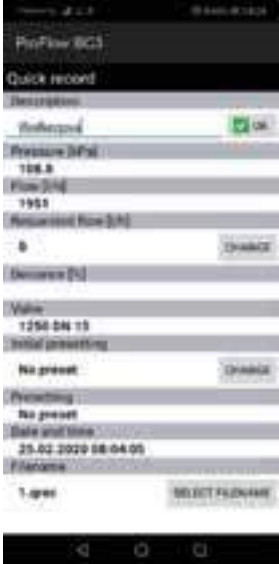 ProFlow BC3
Quick record
Description
OK
Pressure [kPa]
108.8
Flow [l/h]
1953
Requested flow [l/h]
0
CHANGE
Deviance [%]
Valve
1250 DN 15
Initial presetting
No preset
CHANGE
Presetting
No preset
Date and time
25.02.2020 08:04:05
Filename
1.qrec
SELECT FILENAME